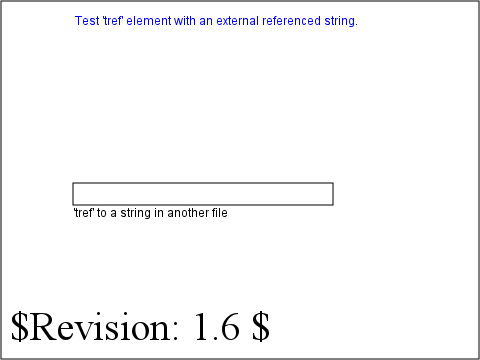 Test 'tref' element with an external referenced string.
'tref' to a string in another file
$Revision: 1.6 $